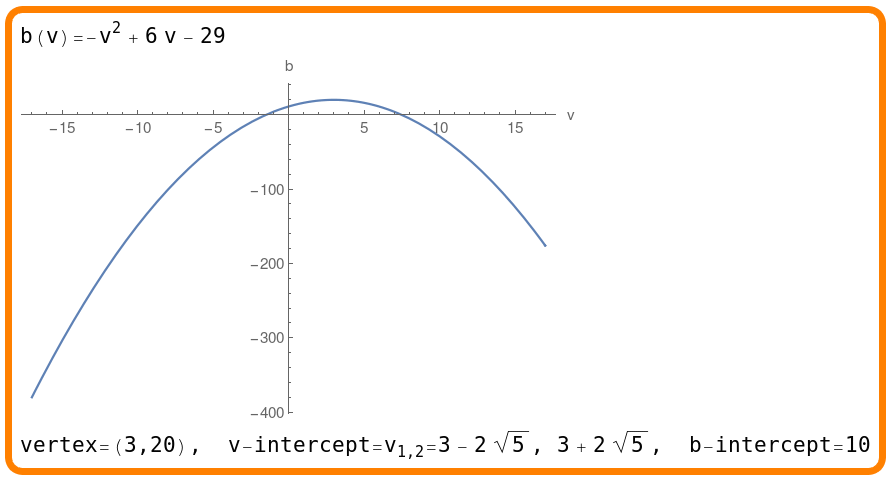 b(v)=-v² + 6 v - 29
b
v
-15 -10 -5 5 10 15
-100
-200
-300
-400
vertex=(3,20), v-intercept=v₁,₂=3 - 2 √5, 3 + 2 √5, b-intercept=10